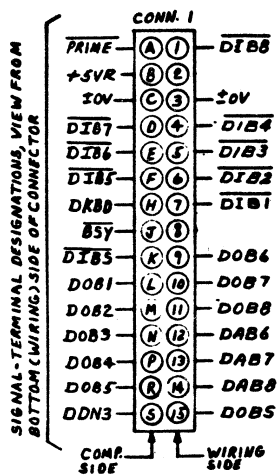 CONN. 1
PRIME A 1 DIB8
+5VR B 2
±0V C 3 ±0V
DIB7 D 4 DIB4
DIB6 E 5 DIB3
DIB5 F 6 DIB2
DKBD H 7 DIB1
BSY J 8
DIBS K 9 DOB6
DOB1 L 10 DOB7
DOB2 M 11 DOB8
DOB3 N 12 DAB6
DOB4 P 13 DAB7
DOB5 R 14 DAB8
DDN3 S 15 DOBS
COMP. SIDE WIRING SIDE
SIGNAL-TERMINAL DESIGNATIONS, VIEW FROM
BOTTOM (WIRING) SIDE OF CONNECTOR